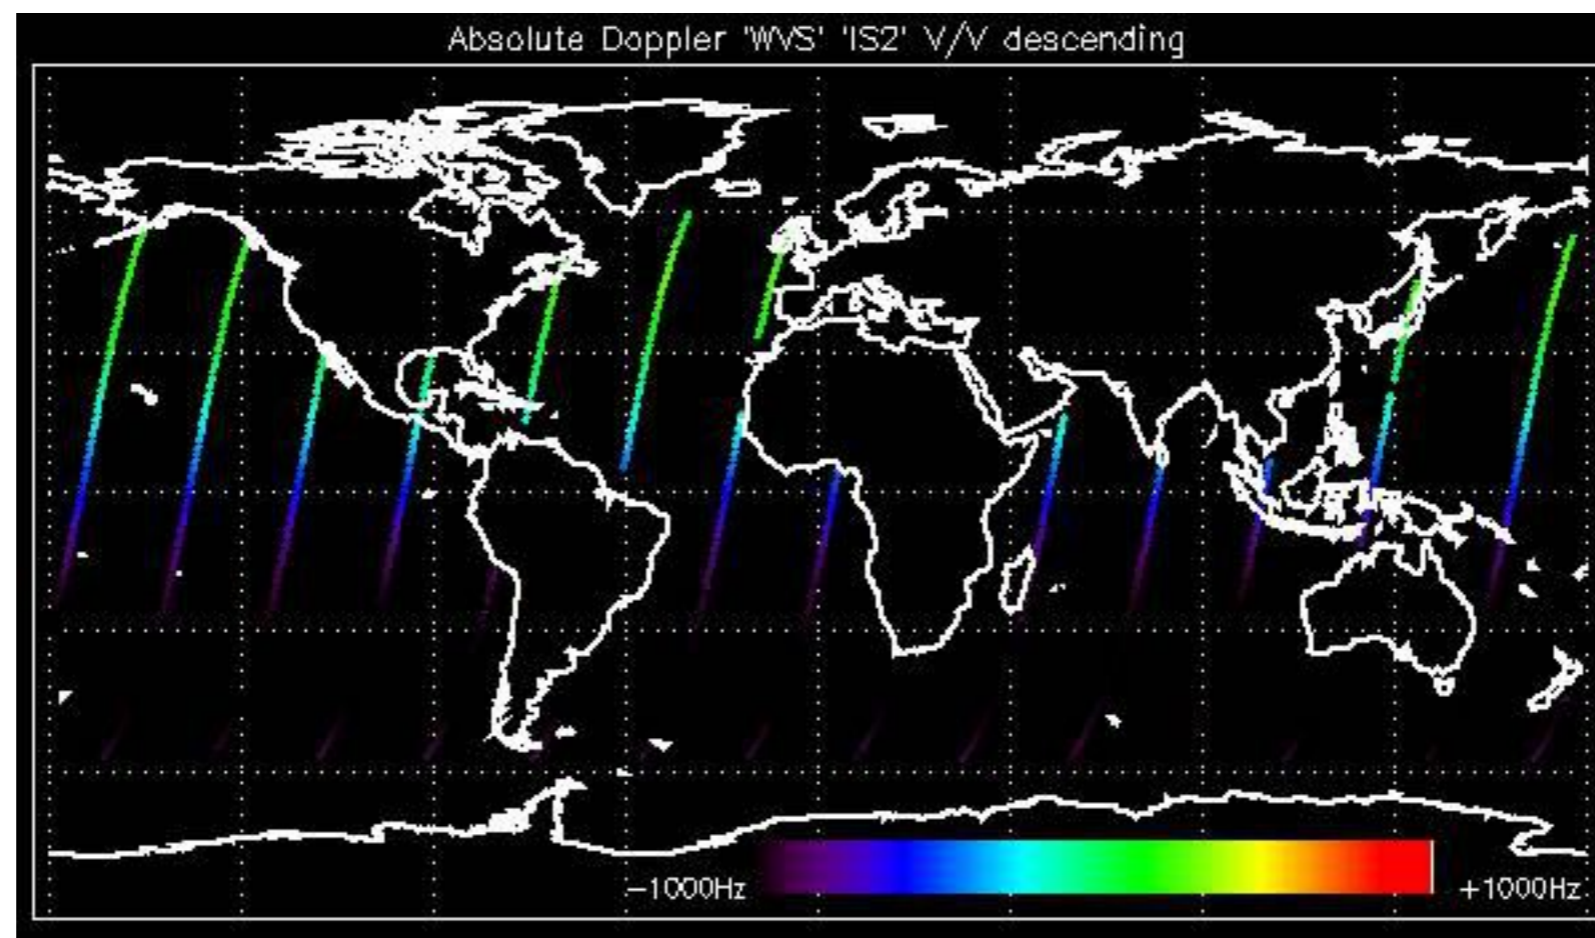 Absolute Doppler 'WVS' 'IS2' V/V descending
−1000Hz
+1000Hz